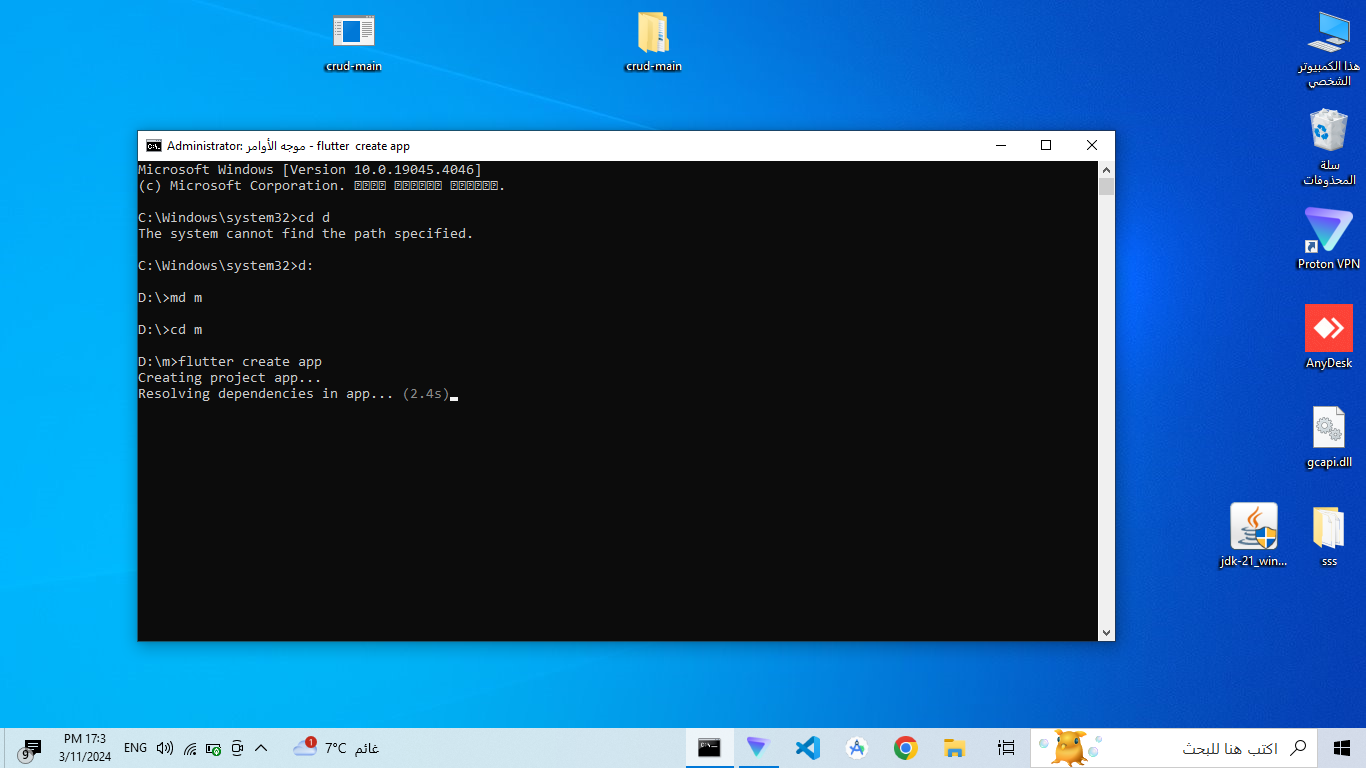 crud-main
crud-main
هذا الكمبيوتر
الشخصي
سلة
المحذوفات
Proton VPN
AnyDesk
gcapi.dll
jdk-21_win...
sss
Administrator: موجه الأوامر - flutter  create app
Microsoft Windows [Version 10.0.19045.4046]
(c) Microsoft Corporation.
C:\Windows\system32>cd d
The system cannot find the path specified.
C:\Windows\system32>d:
D:\>md m
D:\>cd m
D:\m>flutter create app
Creating project app...
Resolving dependencies in app... (2.4s)
اكتب هنا للبحث
غائم 7°C
1
ENG
PM 17:3
3/11/2024
9